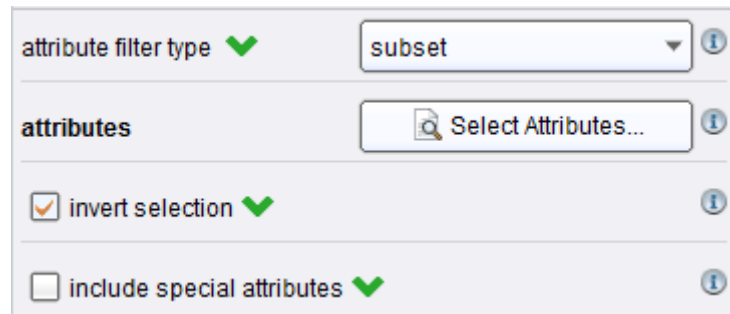 attribute filter type subset
attributes Select Attributes...
invert selection
include special attributes